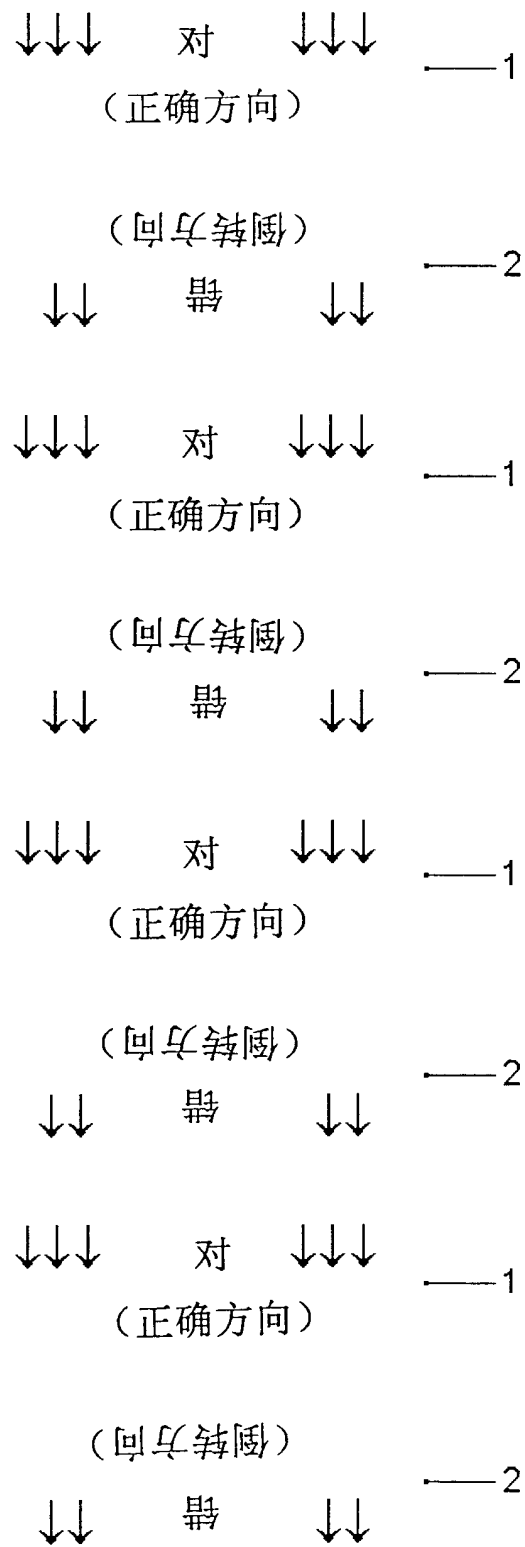 ↓↓↓ 对 ↓↓↓
1
（正确方向）
（倒转方向）
2
↓↓ 错 ↓↓
↓↓↓ 对 ↓↓↓
1
（正确方向）
（倒转方向）
2
↓↓ 错 ↓↓
↓↓↓ 对 ↓↓↓
1
（正确方向）
（倒转方向）
2
↓↓ 错 ↓↓
↓↓↓ 对 ↓↓↓
1
（正确方向）
（倒转方向）
2
↓↓ 错 ↓↓